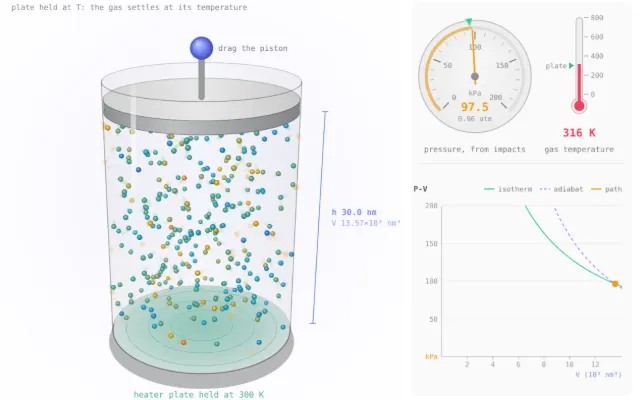 plate held at T: the gas settles at its temperature
drag the piston
h 30.0 nm
V 13.57×10³ nm³
heater plate held at 300 K
0 50 100 150 200
kPa
97.5
0.96 atm
pressure, from impacts
800
600
400
200
0
plate
316 K
gas temperature
P-V
isotherm adiabat path
200
150
100
50
kPa
2 4 6 8 10 12
V (10³ nm³)